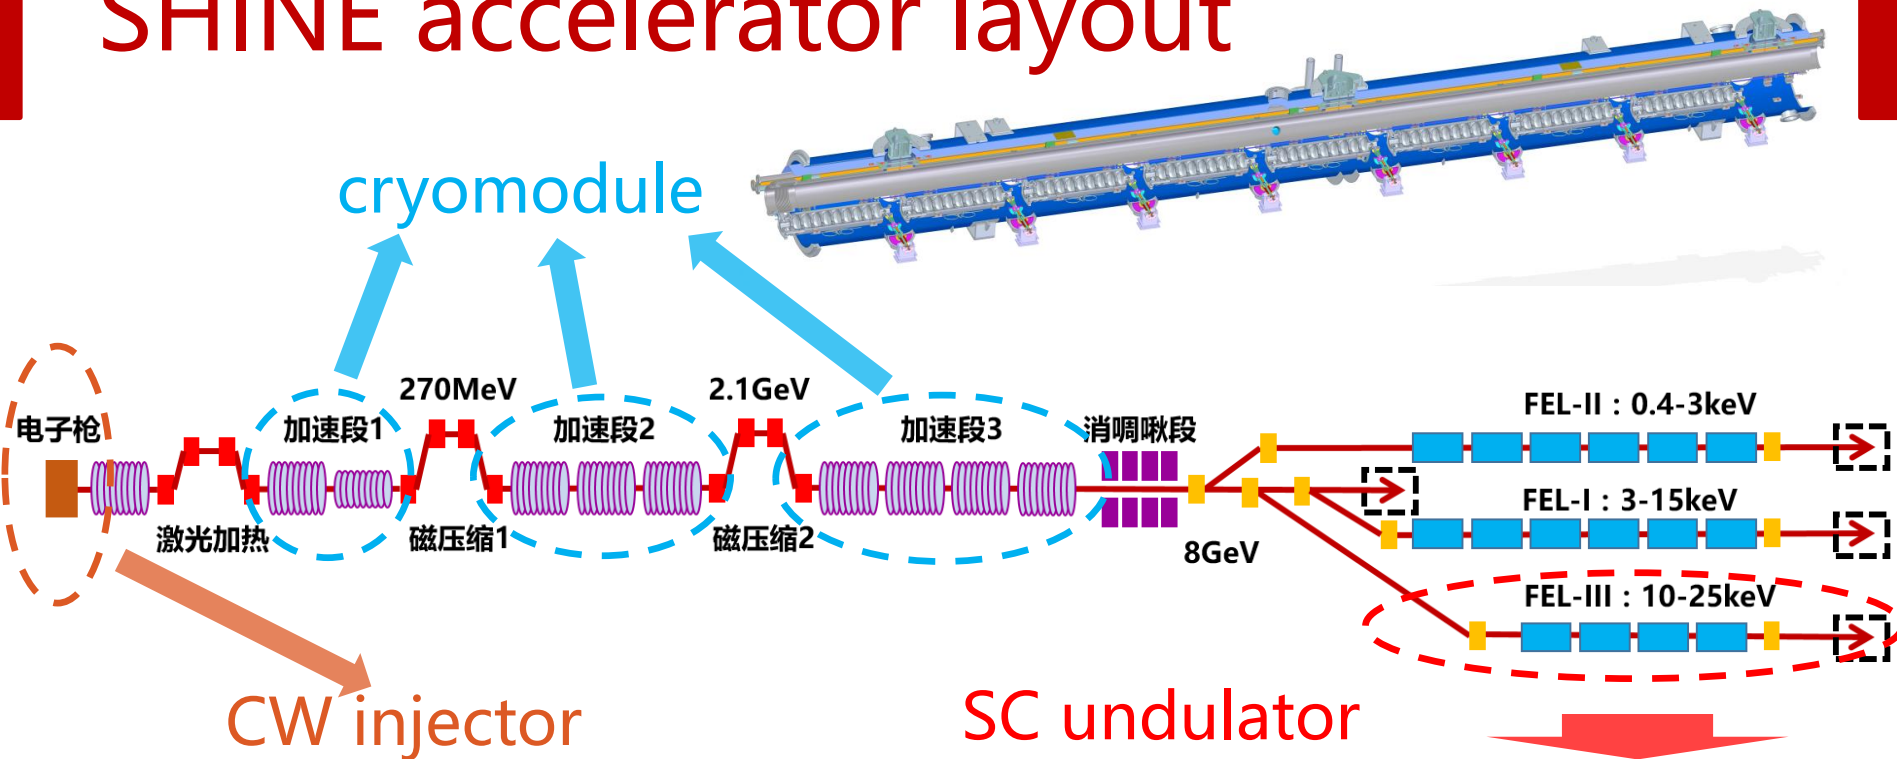 SHINE accelerator layout
cryomodule
270MeV
2.1GeV
电子枪
加速段1
加速段2
加速段3
消啁啾段
FEL-II：0.4-3keV
激光加热
磁压缩1
磁压缩2
8GeV
FEL-I：3-15keV
FEL-III：10-25keV
CW injector
SC undulator